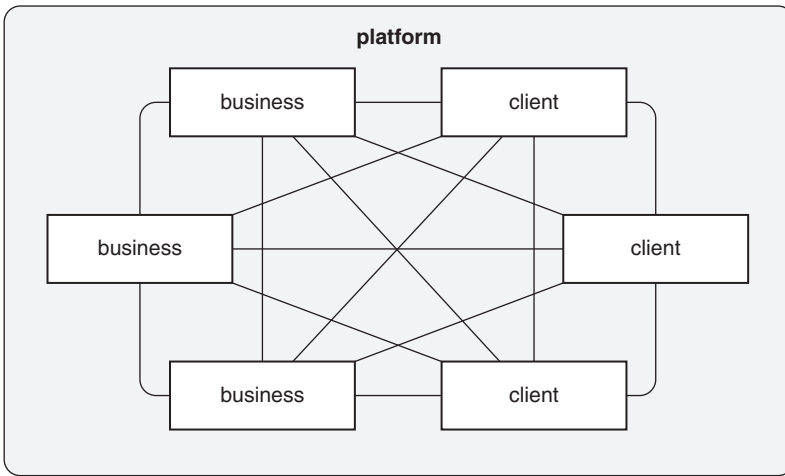 platform
business
client
business
client
business
client